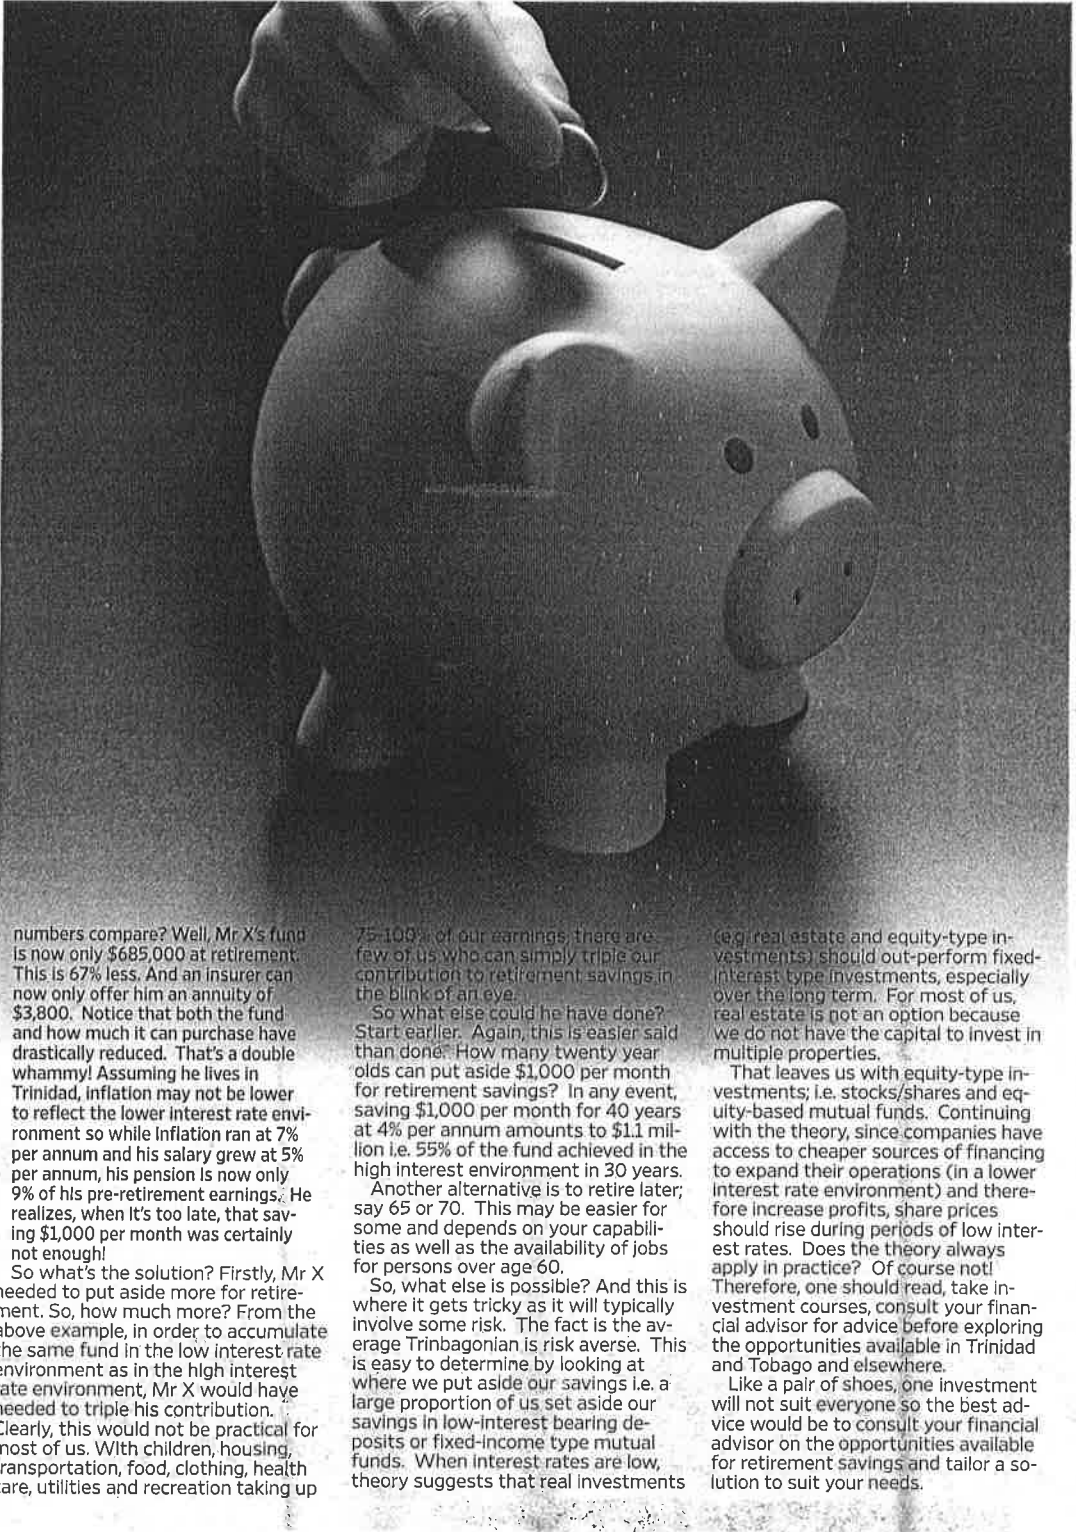 numbers compare? Well, Mr X's fund
is now only $685,000 at retirement.
This is 67% less. And an insurer can
now only offer him an annuity of
$3,800. Notice that both the fund
and how much it can purchase have
drastically reduced. That's a double
whammy! Assuming he lives in
Trinidad, inflation may not be lower
to reflect the lower interest rate envi-
ronment so while inflation ran at 7%
per annum and his salary grew at 5%
per annum, his pension is now only
9% of his pre-retirement earnings. He
realizes, when it's too late, that sav-
ing $1,000 per month was certainly
not enough!
So what's the solution? Firstly, Mr X
needed to put aside more for retire-
ment. So, how much more? From the
above example, in order to accumulate
the same fund in the low interest rate
environment as in the high interest
rate environment, Mr X would have
needed to triple his contribution.
Clearly, this would not be practical for
most of us. With children, housing,
transportation, food, clothing, health
care, utilities and recreation taking up
75-100% of our earnings, there are
few of us who can simply triple our
contribution to retirement savings in
the blink of an eye.
So what else could he have done?
Start earlier. Again, this is easier said
than done. How many twenty year
olds can put aside $1,000 per month
for retirement savings? In any event,
saving $1,000 per month for 40 years
at 4% per annum amounts to $1.1 mil-
lion i.e. 55% of the fund achieved in the
high interest environment in 30 years.
Another alternative is to retire later;
say 65 or 70. This may be easier for
some and depends on your capabili-
ties as well as the availability of jobs
for persons over age 60.
So, what else is possible? And this is
where it gets tricky as it will typically
involve some risk. The fact is the av-
erage Trinbagonian is risk averse. This
is easy to determine by looking at
where we put aside our savings i.e. a
large proportion of us set aside our
savings in low-interest bearing de-
posits or fixed-income type mutual
funds. When interest rates are low,
theory suggests that real investments
(e.g. real estate and equity-type in-
vestments) should out-perform fixed-
interest type investments, especially
over the long term. For most of us,
real estate is not an option because
we do not have the capital to invest in
multiple properties.
That leaves us with equity-type in-
vestments; i.e. stocks/shares and eq-
uity-based mutual funds. Continuing
with the theory, since companies have
access to cheaper sources of financing
to expand their operations (in a lower
interest rate environment) and there-
fore increase profits, share prices
should rise during periods of low inter-
est rates. Does the theory always
apply in practice? Of course not!
Therefore, one should read, take in-
vestment courses, consult your finan-
cial advisor for advice before exploring
the opportunities available in Trinidad
and Tobago and elsewhere.
Like a pair of shoes, one investment
will not suit everyone so the best ad-
vice would be to consult your financial
advisor on the opportunities available
for retirement savings and tailor a so-
lution to suit your needs.